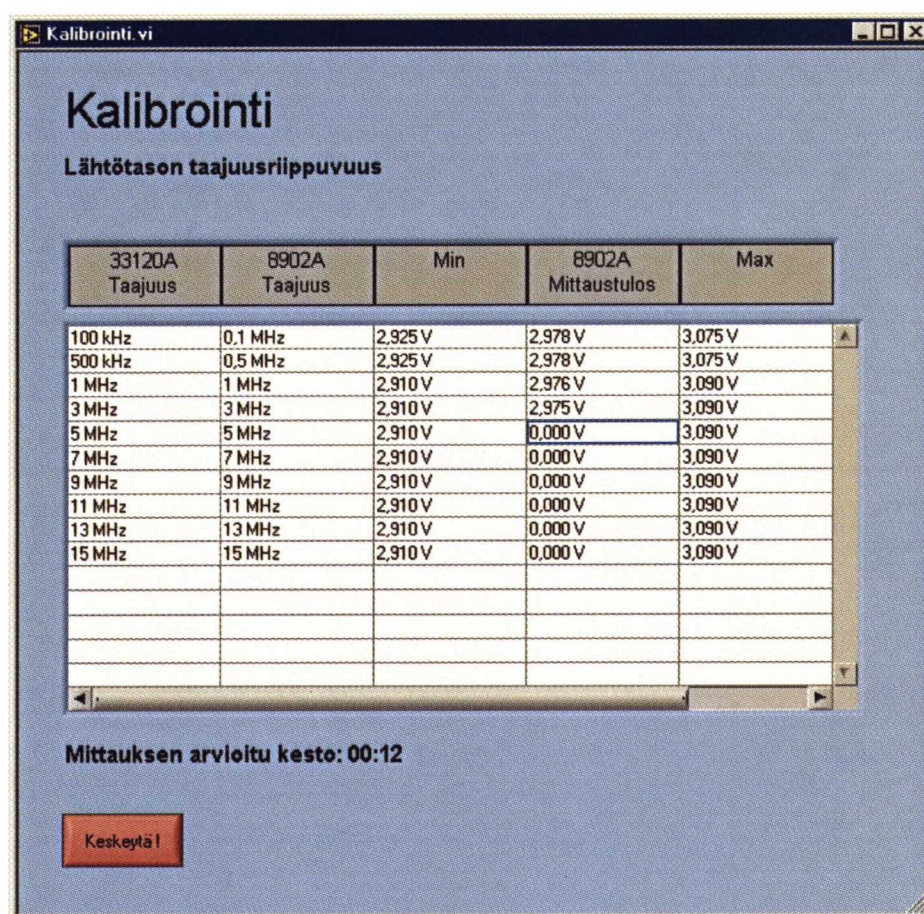 Kalibrointi.vi
Kalibrointi
Lähtötason taajuusriippuvuus
33120A Taajuus 8902A Taajuus Min 8902A Mittaustulos Max
100 kHz 0,1 MHz 2,925 V 2,978 V 3,075 V
500 kHz 0,5 MHz 2,925 V 2,978 V 3,075 V
1 MHz 1 MHz 2,910 V 2,976 V 3,090 V
3 MHz 3 MHz 2,910 V 2,975 V 3,090 V
5 MHz 5 MHz 2,910 V 0,000 V 3,090 V
7 MHz 7 MHz 2,910 V 0,000 V 3,090 V
9 MHz 9 MHz 2,910 V 0,000 V 3,090 V
11 MHz 11 MHz 2,910 V 0,000 V 3,090 V
13 MHz 13 MHz 2,910 V 0,000 V 3,090 V
15 MHz 15 MHz 2,910 V 0,000 V 3,090 V
Mittauksen arvioitu kesto: 00:12
Keskeytä!